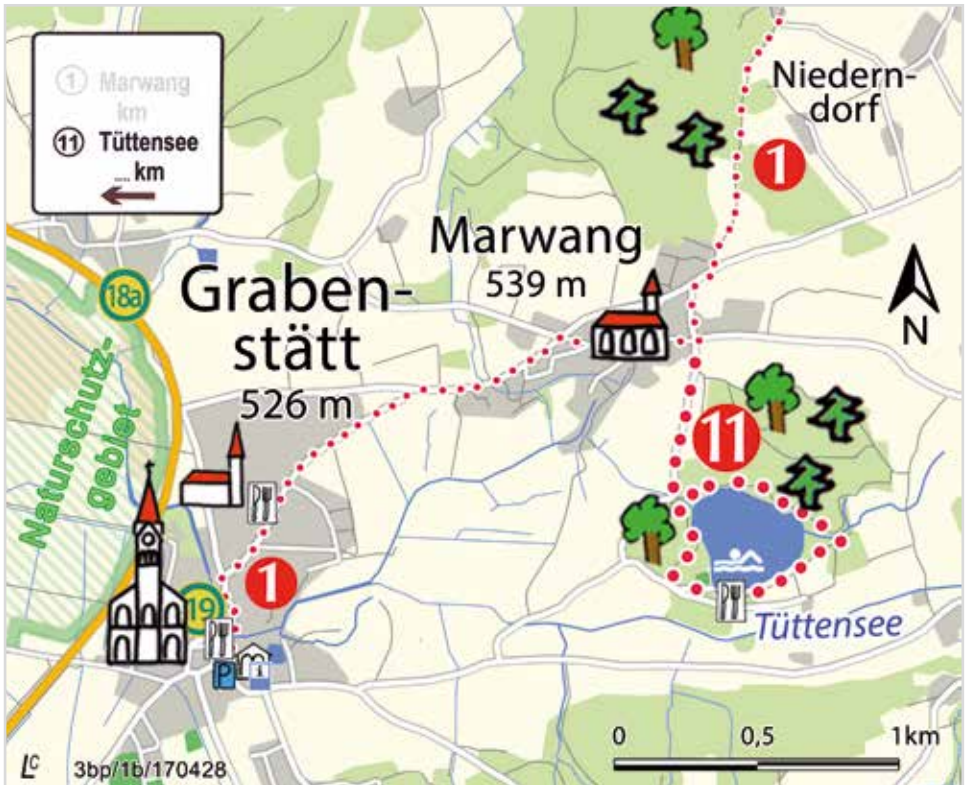 1 Marwang
km
11 Tüttensee
.... km
Niedern-
dorf
1
Marwang
539 m
18a
Graben-
stätt
526 m
N
Naturschutz-
gebiet
11
1
19
P
i
Tüttensee
0 0,5 1km
LC 3bp/1b/170428